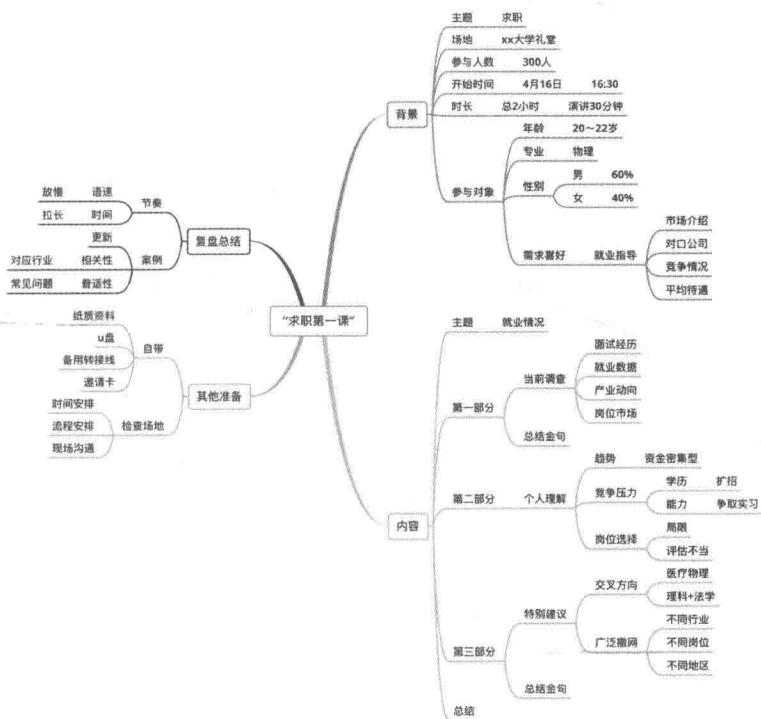 “求职第一课”
背景
主题 求职
场地 xx大学礼堂
参与人数 300人
开始时间 4月16日 16:30
时长 总2小时 演讲30分钟
参与对象
年龄 20～22岁
专业 物理
性别
男 60%
女 40%
需求喜好 就业指导
市场介绍
对口公司
竞争情况
平均待遇
内容
主题 就业情况
第一部分
当前调查
面试经历
就业数据
产业动向
岗位市场
总结金句
第二部分 个人理解
趋势 资金密集型
竞争压力
学历 扩招
能力 争取实习
岗位选择
局限
评估不当
第三部分
特别建议
交叉方向
医疗物理
理科+法学
广泛撒网
不同行业
不同岗位
不同地区
总结金句
总结
复盘总结
节奏
放慢 语速
拉长 时间
案例
更新
对应行业 相关性
常见问题 普适性
其他准备
自带
纸质资料
u盘
备用转接线
邀请卡
检查场地
时间安排
流程安排
现场沟通